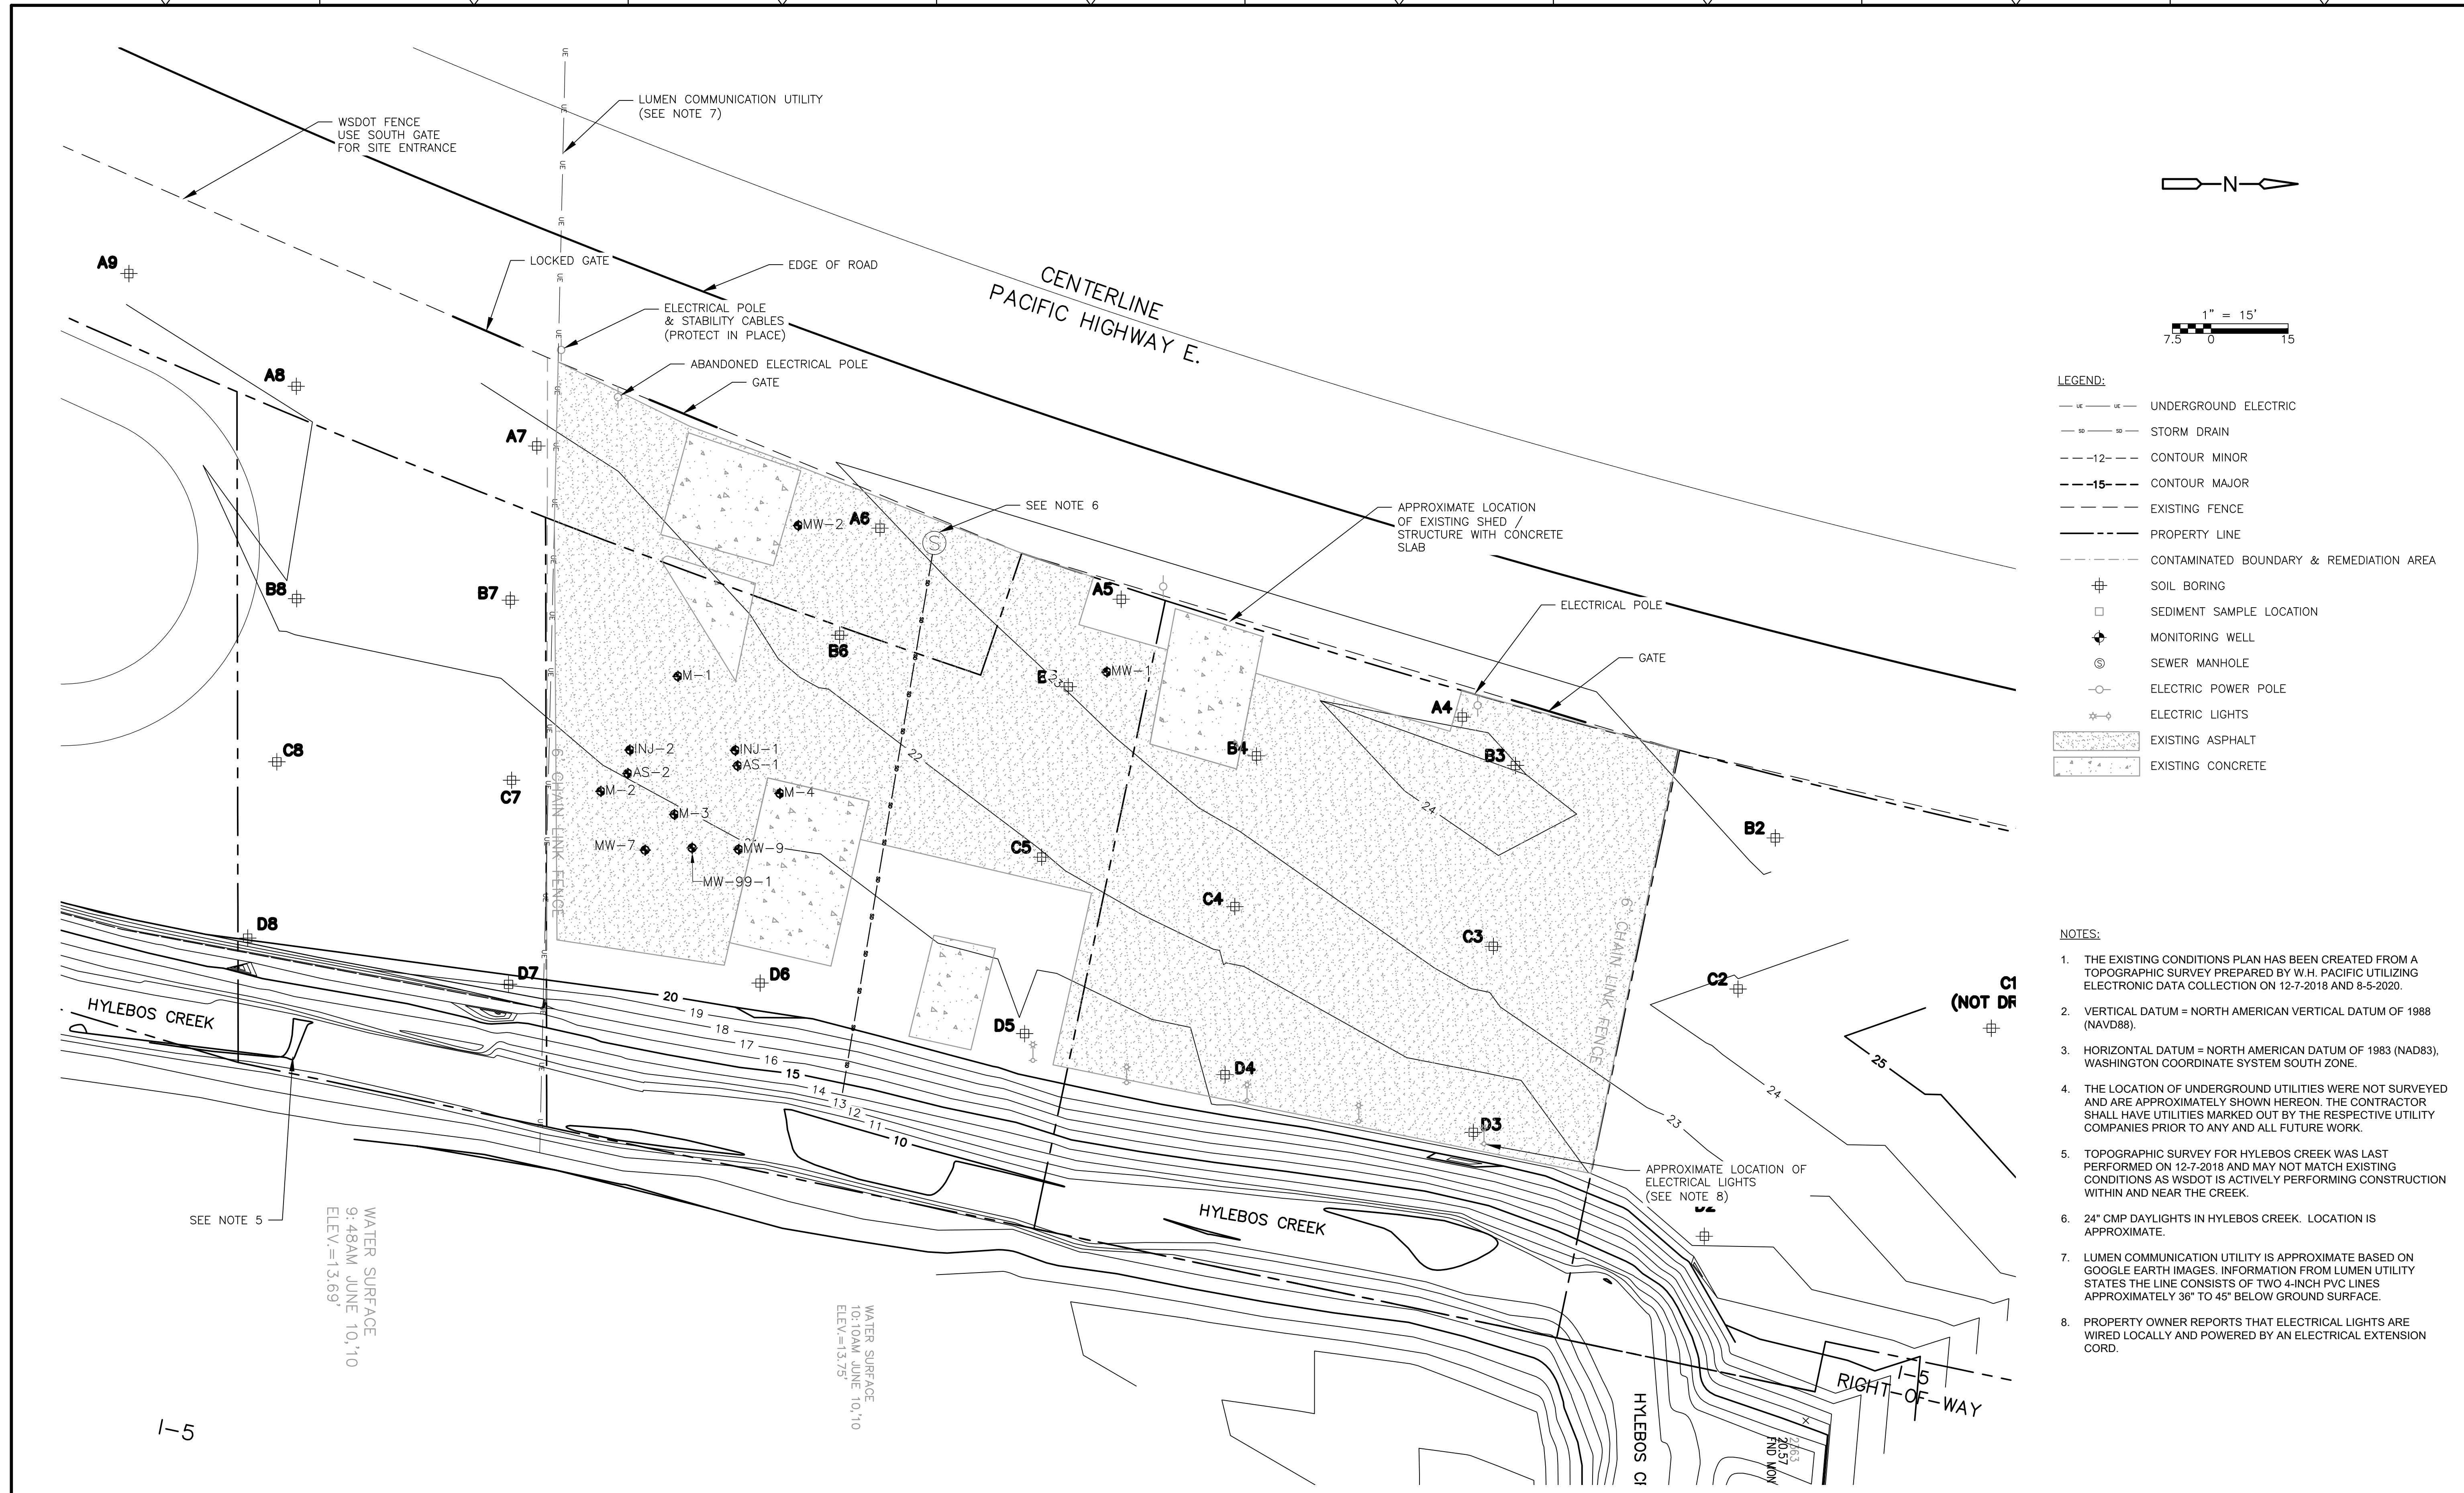 WSDOT FENCE
USE SOUTH GATE
FOR SITE ENTRANCE
LUMEN COMMUNICATION UTILITY
(SEE NOTE 7)
LOCKED GATE
EDGE OF ROAD
ELECTRICAL POLE
& STABILITY CABLES
(PROTECT IN PLACE)
ABANDONED ELECTRICAL POLE
GATE
CENTERLINE
PACIFIC HIGHWAY E.
SEE NOTE 6
APPROXIMATE LOCATION
OF EXISTING SHED /
STRUCTURE WITH CONCRETE
SLAB
ELECTRICAL POLE
GATE
A9
A8
A7
A6
A5
A4
B8
B7
B6
B4
B3
B2
C8
C7
C5
C4
C3
C2
C1
(NOT DR
D8
D7
D6
D5
D4
D3
D2
MW-2
S
M-1
MW-1
INJ-2
INJ-1
AS-2
AS-1
M-2
M-4
M-3
MW-7
MW-9
MW-99-1
6' CHAIN LINK FENCE
6' CHAIN LINK FENCE
UE
22
24
20
19
18
17
16
15
14
13
12
11
10
23
24
25
HYLEBOS CREEK
HYLEBOS CREEK
HYLEBOS CR
SEE NOTE 5
APPROXIMATE LOCATION OF
ELECTRICAL LIGHTS
(SEE NOTE 8)
WATER SURFACE
9:48AM JUNE 10,'10
ELEV.=13.69'
WATER SURFACE
10:10AM JUNE 10,'10
ELEV.=13.75'
I-5
I-5
RIGHT-OF-WAY
2763
20.57
FND MON
N
1" = 15'
7.5 0 15
LEGEND:
UE UE UNDERGROUND ELECTRIC
SD SD STORM DRAIN
12 CONTOUR MINOR
15 CONTOUR MAJOR
EXISTING FENCE
PROPERTY LINE
CONTAMINATED BOUNDARY & REMEDIATION AREA
SOIL BORING
SEDIMENT SAMPLE LOCATION
MONITORING WELL
S SEWER MANHOLE
ELECTRIC POWER POLE
ELECTRIC LIGHTS
EXISTING ASPHALT
EXISTING CONCRETE
NOTES:
1. THE EXISTING CONDITIONS PLAN HAS BEEN CREATED FROM A
TOPOGRAPHIC SURVEY PREPARED BY W.H. PACIFIC UTILIZING
ELECTRONIC DATA COLLECTION ON 12-7-2018 AND 8-5-2020.
2. VERTICAL DATUM = NORTH AMERICAN VERTICAL DATUM OF 1988
(NAVD88).
3. HORIZONTAL DATUM = NORTH AMERICAN DATUM OF 1983 (NAD83),
WASHINGTON COORDINATE SYSTEM SOUTH ZONE.
4. THE LOCATION OF UNDERGROUND UTILITIES WERE NOT SURVEYED
AND ARE APPROXIMATELY SHOWN HEREON. THE CONTRACTOR
SHALL HAVE UTILITIES MARKED OUT BY THE RESPECTIVE UTILITY
COMPANIES PRIOR TO ANY AND ALL FUTURE WORK.
5. TOPOGRAPHIC SURVEY FOR HYLEBOS CREEK WAS LAST
PERFORMED ON 12-7-2018 AND MAY NOT MATCH EXISTING
CONDITIONS AS WSDOT IS ACTIVELY PERFORMING CONSTRUCTION
WITHIN AND NEAR THE CREEK.
6. 24" CMP DAYLIGHTS IN HYLEBOS CREEK. LOCATION IS
APPROXIMATE.
7. LUMEN COMMUNICATION UTILITY IS APPROXIMATE BASED ON
GOOGLE EARTH IMAGES. INFORMATION FROM LUMEN UTILITY
STATES THE LINE CONSISTS OF TWO 4-INCH PVC LINES
APPROXIMATELY 36" TO 45" BELOW GROUND SURFACE.
8. PROPERTY OWNER REPORTS THAT ELECTRICAL LIGHTS ARE
WIRED LOCALLY AND POWERED BY AN ELECTRICAL EXTENSION
CORD.